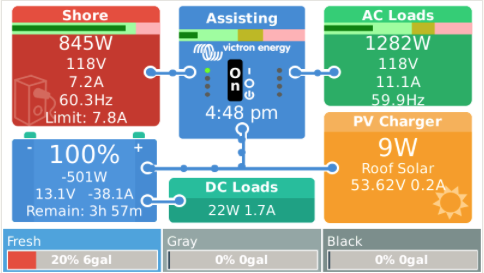 Shore
845W
118V
7.2A
60.3Hz
Limit: 7.8A
Assisting
victron energy
On
I
O
4:48 pm
AC Loads
1282W
118V
11.1A
59.9Hz
- +
100%
-501W
13.1V -38.1A
Remain: 3h 57m
DC Loads
22W 1.7A
PV Charger
9W
Roof Solar
53.62V 0.2A
Fresh
20% 6gal
Gray
0% 0gal
Black
0% 0gal